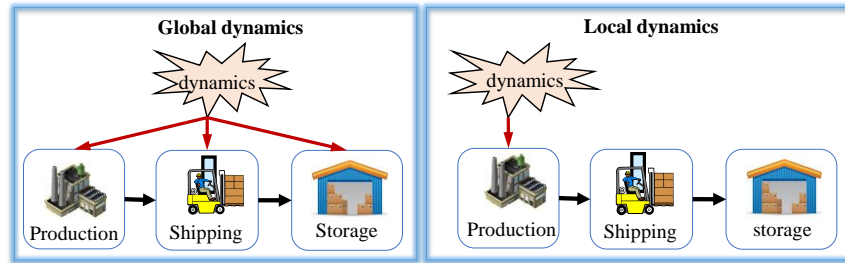 Global dynamics
dynamics
Production
Shipping
Storage
Local dynamics
dynamics
Production
Shipping
storage